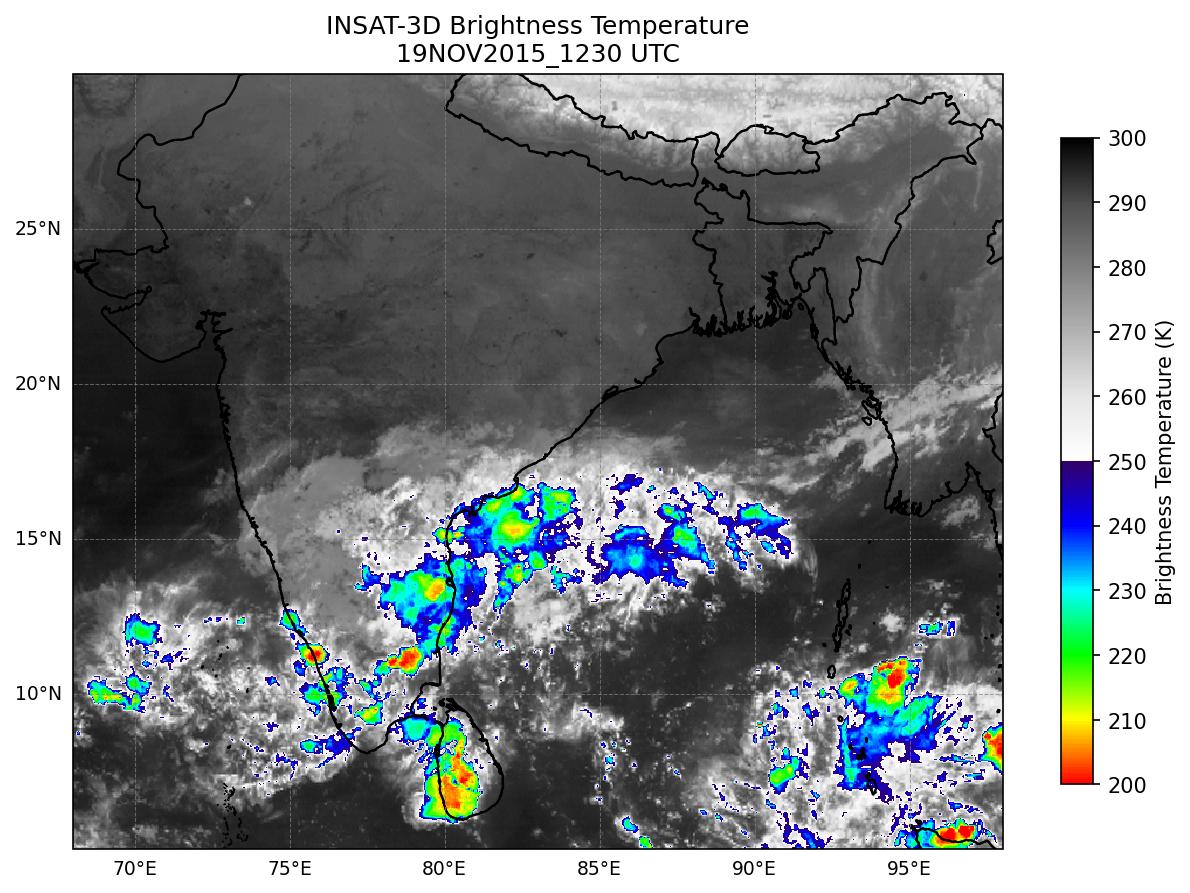 INSAT-3D Brightness Temperature
19NOV2015_1230 UTC
25°N
20°N
15°N
10°N
70°E
75°E
80°E
85°E
90°E
95°E
300
290
280
270
260
250
240
230
220
210
200
Brightness Temperature (K)